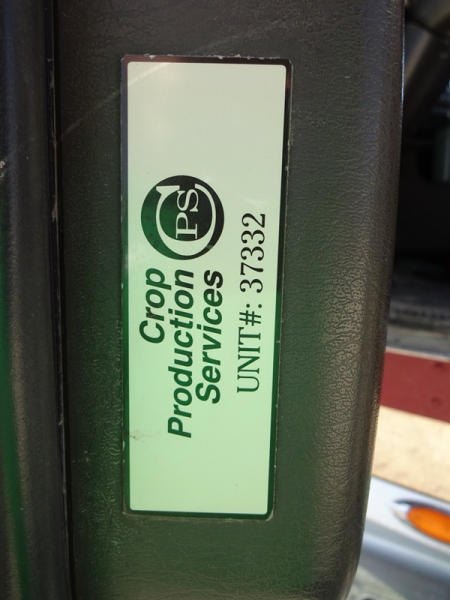 CPS
Crop
Production
Services
UNIT#: 37332